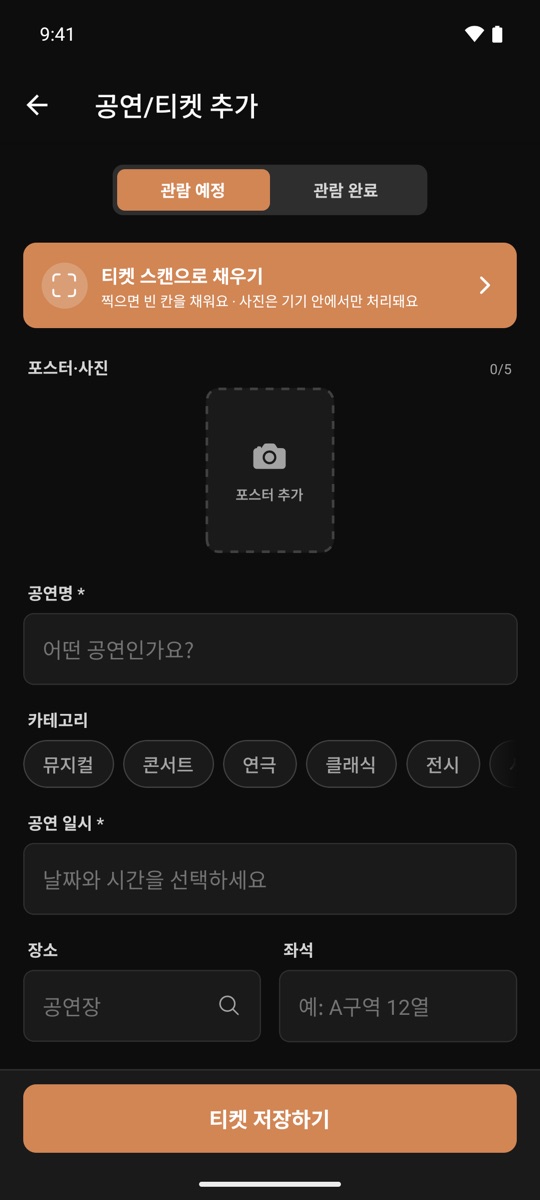 9:41
공연/티켓 추가
관람 예정
관람 완료
티켓 스캔으로 채우기
찍으면 빈 칸을 채워요 · 사진은 기기 안에서만 처리돼요
포스터·사진
0/5
포스터 추가
공연명 *
어떤 공연인가요?
카테고리
뮤지컬
콘서트
연극
클래식
전시
공연 일시 *
날짜와 시간을 선택하세요
장소
좌석
공연장
예: A구역 12열
티켓 저장하기